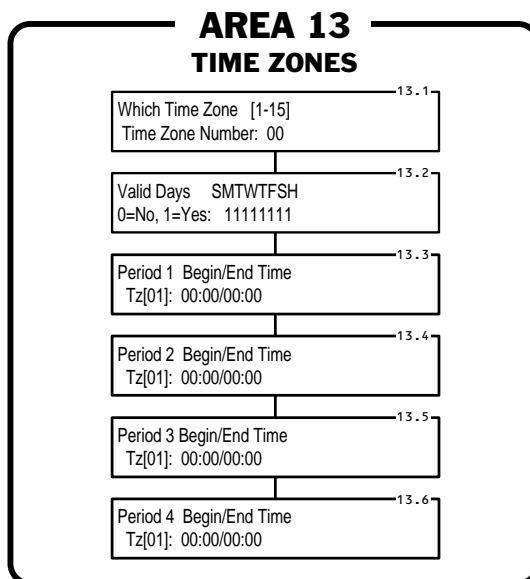 AREA 13
TIME ZONES
13.1
Which Time Zone [1-15]
Time Zone Number: 00
13.2
Valid Days SMTWTFSH
0=No, 1=Yes: 11111111
13.3
Period 1 Begin/End Time
Tz[01]: 00:00/00:00
13.4
Period 2 Begin/End Time
Tz[01]: 00:00/00:00
13.5
Period 3 Begin/End Time
Tz[01]: 00:00/00:00
13.6
Period 4 Begin/End Time
Tz[01]: 00:00/00:00